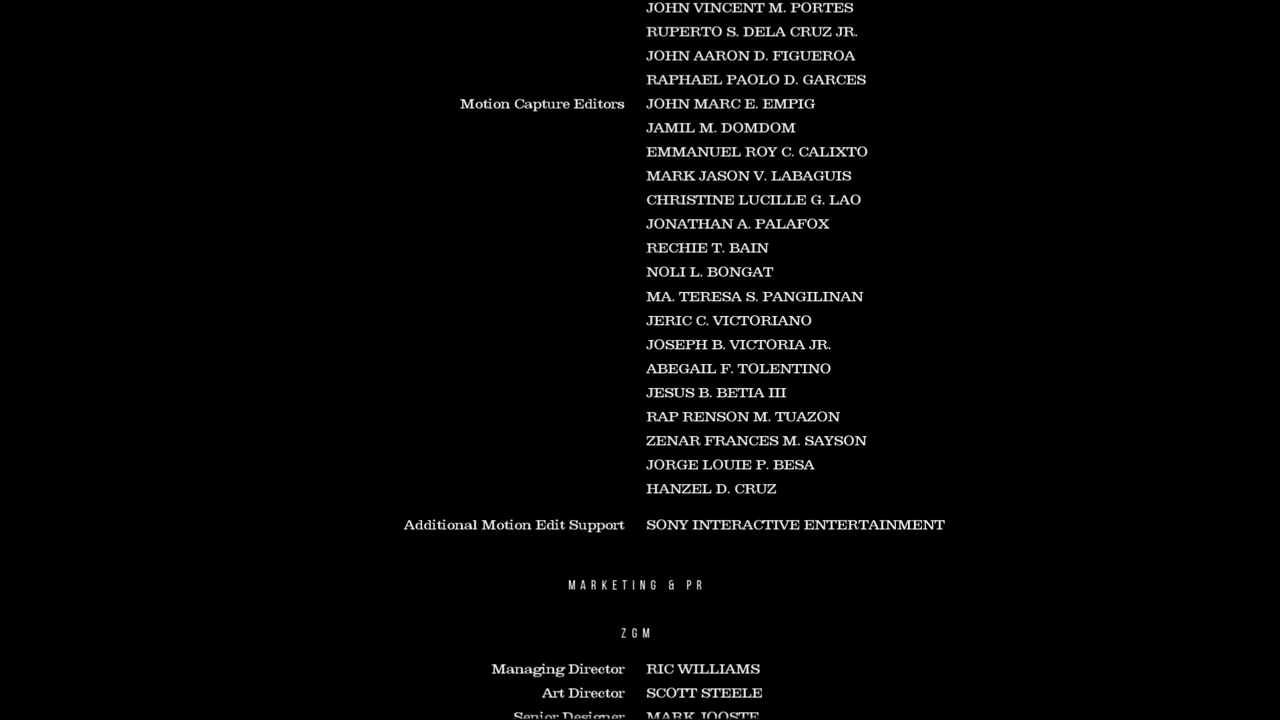 JOHN VINCENT M. PORTES
RUPERTO S. DELA CRUZ JR.
JOHN AARON D. FIGUEROA
RAPHAEL PAOLO D. GARCES
Motion Capture Editors JOHN MARC E. EMPIG
JAMIL M. DOMDOM
EMMANUEL ROY C. CALIXTO
MARK JASON V. LABAGUIS
CHRISTINE LUCILLE G. LAO
JONATHAN A. PALAFOX
RECHIE T. BAIN
NOLI L. BONGAT
MA. TERESA S. PANGILINAN
JERIC C. VICTORIANO
JOSEPH B. VICTORIA JR.
ABEGAIL F. TOLENTINO
JESUS B. BETIA III
RAP RENSON M. TUAZON
ZENAR FRANCES M. SAYSON
JORGE LOUIE P. BESA
HANZEL D. CRUZ
Additional Motion Edit Support SONY INTERACTIVE ENTERTAINMENT
MARKETING & PR
ZGM
Managing Director RIC WILLIAMS
Art Director SCOTT STEELE
Senior Designer MARK JOOSTE